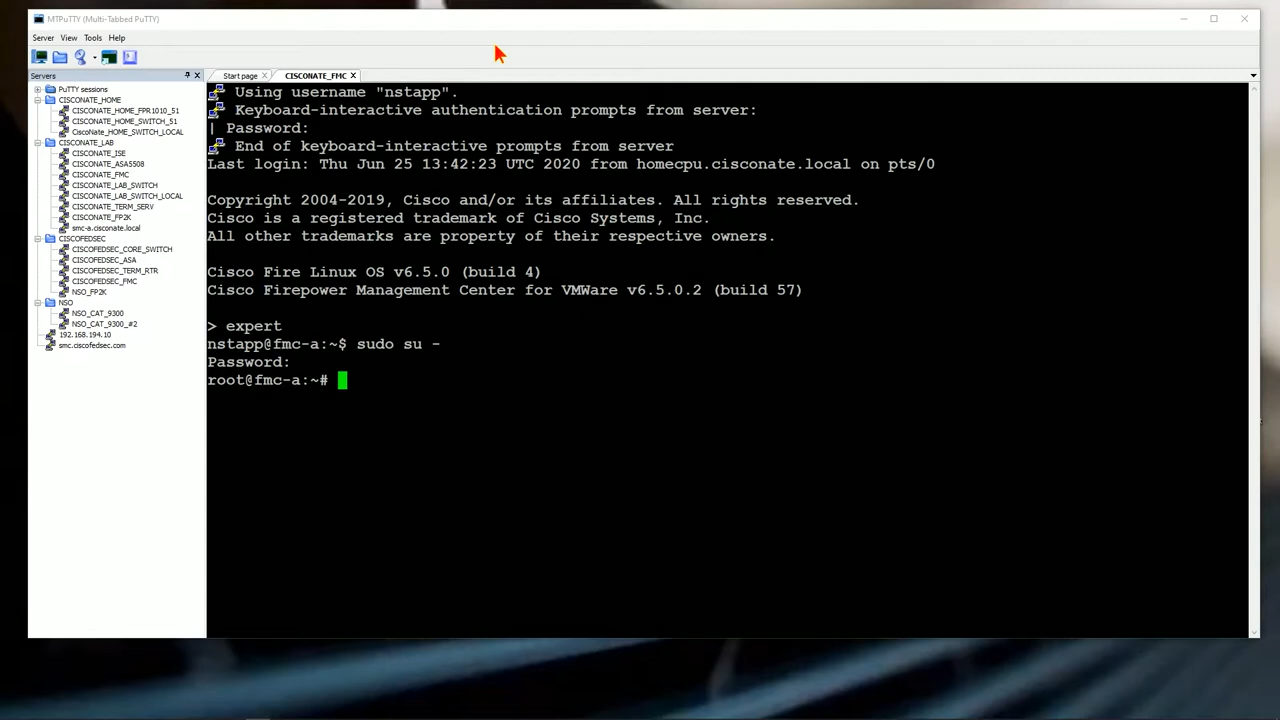 MTPuTTY (Multi-Tabbed PuTTY)
Server View Tools Help
Servers
Start page
CISCONATE_FMC
PuTTY sessions
CISCONATE_HOME
CISCONATE_HOME_FPR1010_51
CISCONATE_HOME_SWITCH_51
CiscoNate_HOME_SWITCH_LOCAL
CISCONATE_LAB
CISCONATE_ISE
CISCONATE_ASA5508
CISCONATE_FMC
CISCONATE_LAB_SWITCH
CISCONATE_LAB_SWITCH_LOCAL
CISCONATE_TERM_SERV
CISCONATE_FP2K
smc-a.cisconate.local
CISCOFEDSEC
CISCOFEDSEC_CORE_SWITCH
CISCOFEDSEC_ASA
CISCOFEDSEC_TERM_RTR
CISCOFEDSEC_FMC
NSO_FP2K
NSO
NSO_CAT_9300
NSO_CAT_9300_#2
192.168.194.10
smc.ciscofedsec.com
Using username "nstapp".
Keyboard-interactive authentication prompts from server:
| Password:
End of keyboard-interactive prompts from server
Last login: Thu Jun 25 13:42:23 UTC 2020 from homecpu.cisconate.local on pts/0
Copyright 2004-2019, Cisco and/or its affiliates. All rights reserved.
Cisco is a registered trademark of Cisco Systems, Inc.
All other trademarks are property of their respective owners.
Cisco Fire Linux OS v6.5.0 (build 4)
Cisco Firepower Management Center for VMWare v6.5.0.2 (build 57)
> expert
nstapp@fmc-a:~$ sudo su -
Password:
root@fmc-a:~#